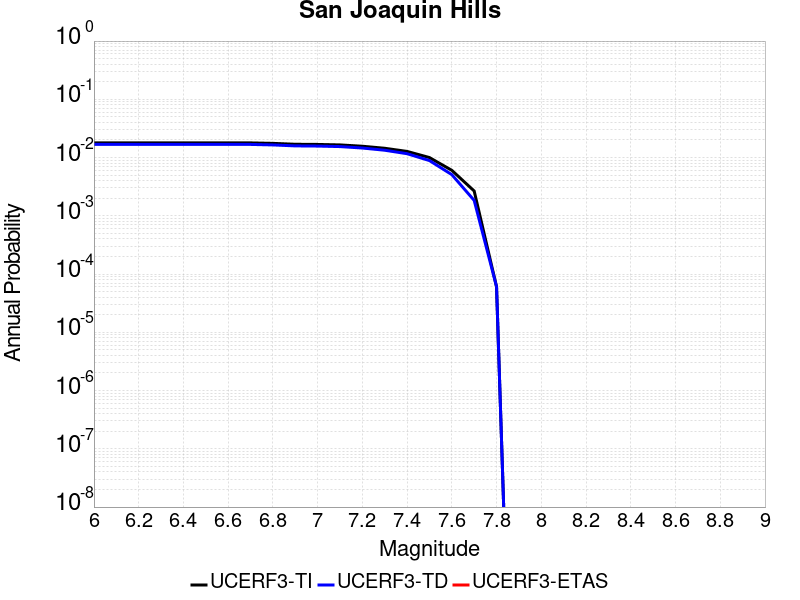 San Joaquin Hills
10^0
10^-1
10^-2
10^-3
10^-4
10^-5
10^-6
10^-7
10^-8
Annual Probability
6 6.2 6.4 6.6 6.8 7 7.2 7.4 7.6 7.8 8 8.2 8.4 8.6 8.8 9
Magnitude
UCERF3-TI UCERF3-TD UCERF3-ETAS